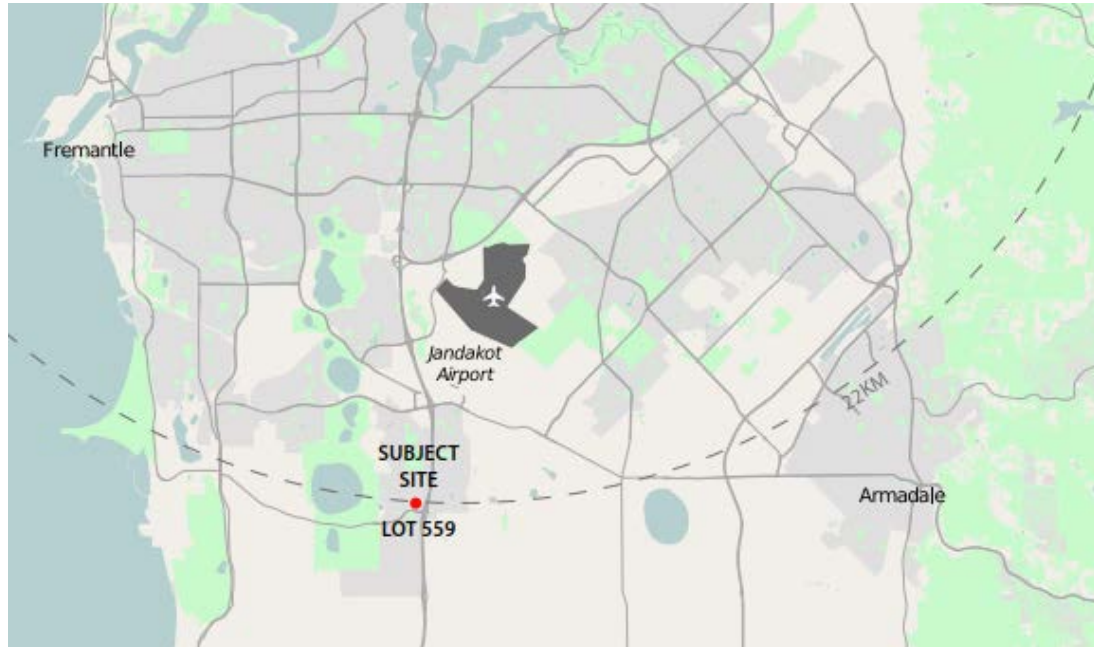 Fremantle
Jandakot
Airport
22KM
SUBJECT
SITE
LOT 559
Armadale